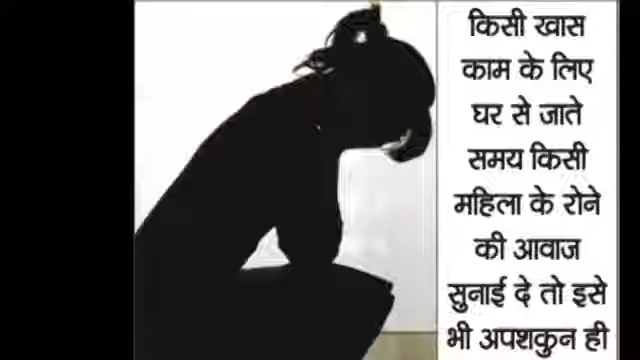 किसी खास
काम के लिए
घर से जाते
समय किसी
महिला के रोने
की आवाज
सुनाई दे तो इसे
भी अपशकुन ही